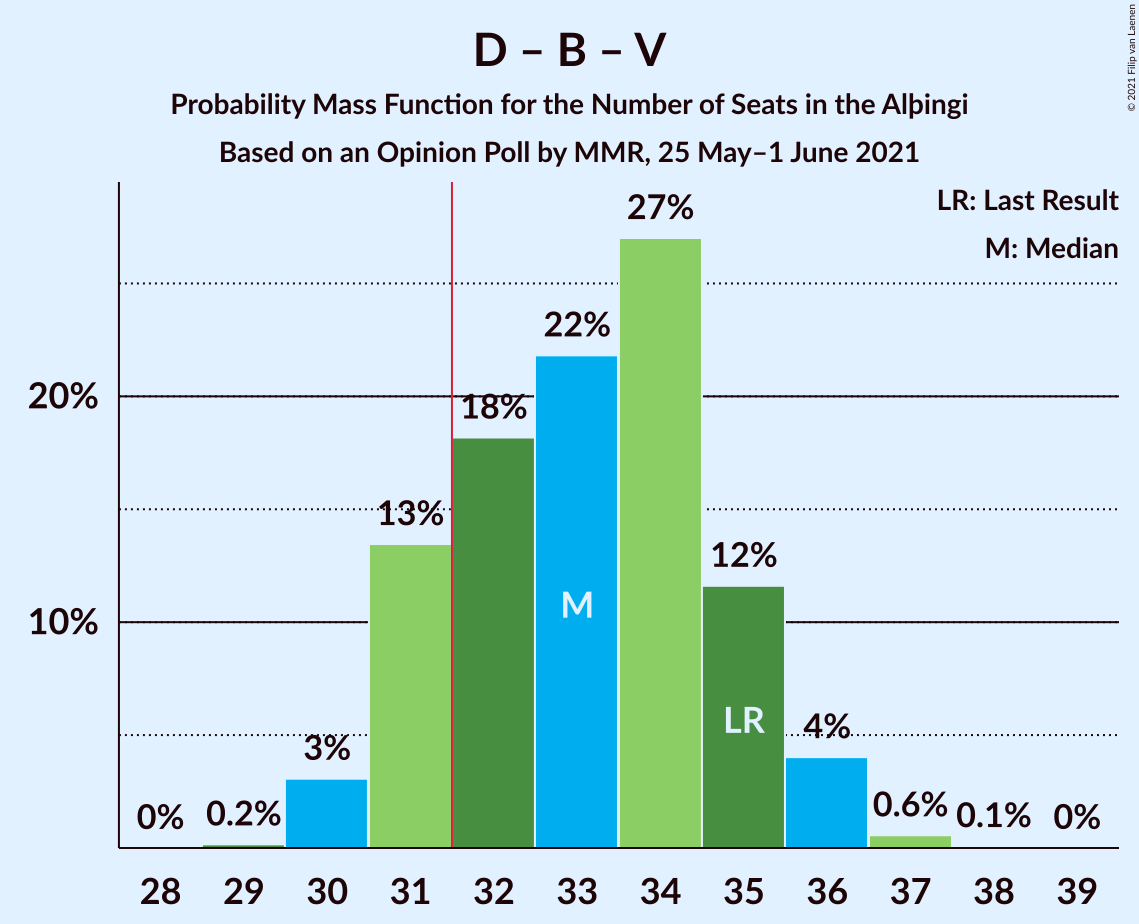 D – B – V
Probability Mass Function for the Number of Seats in the Alþingi
Based on an Opinion Poll by MMR, 25 May–1 June 2021
© 2021 Filip van Laenen
LR: Last Result
M: Median
27%
22%
20%
18%
13%
12%
10%
M
LR
4%
3%
0%
0.2%
0.6%
0.1%
0%
28 29 30 31 32 33 34 35 36 37 38 39